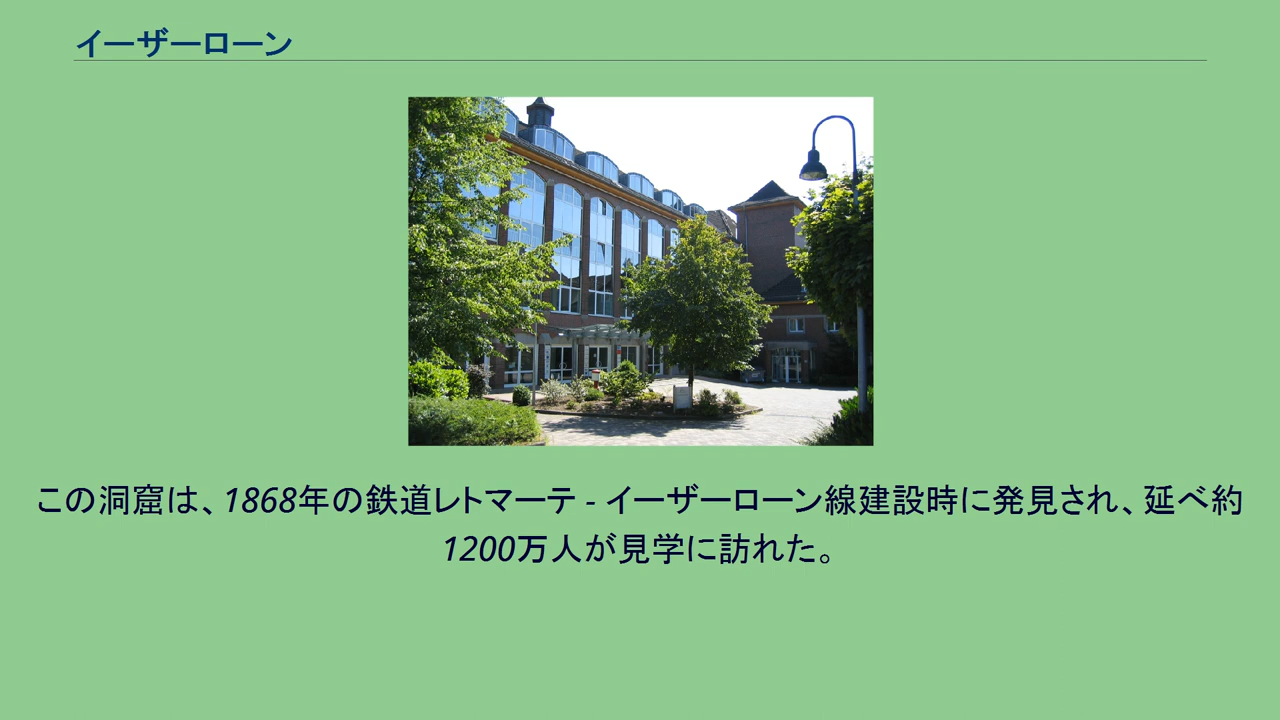 イーザーローン
この洞窟は、1868年の鉄道レトマーテ - イーザーローン線建設時に発見され、延べ約
1200万人が見学に訪れた。